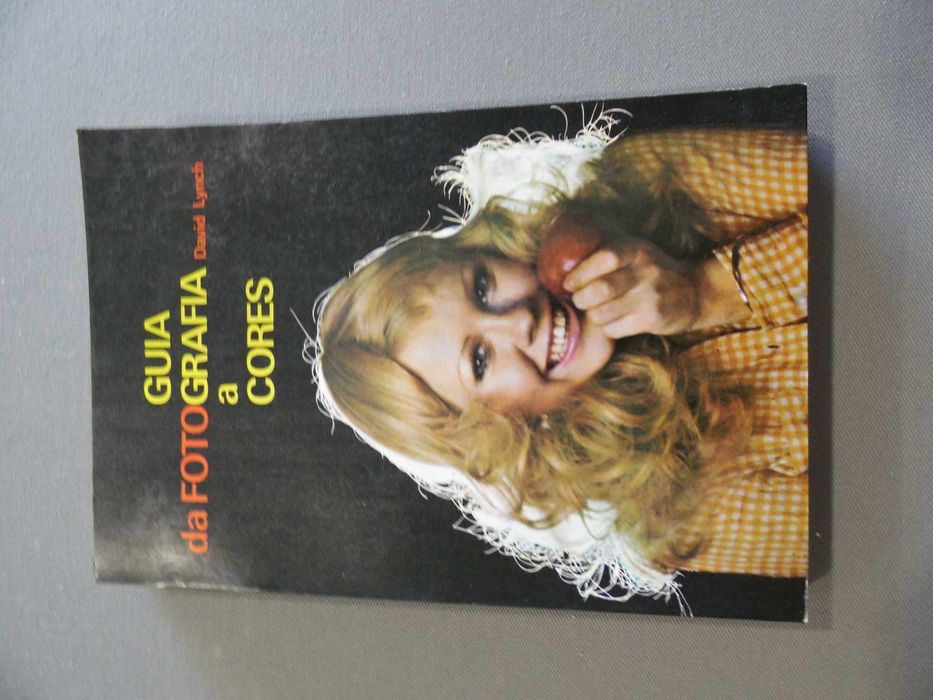 GUIA
da FOTOGRAFIA
a
CORES
David Lynch